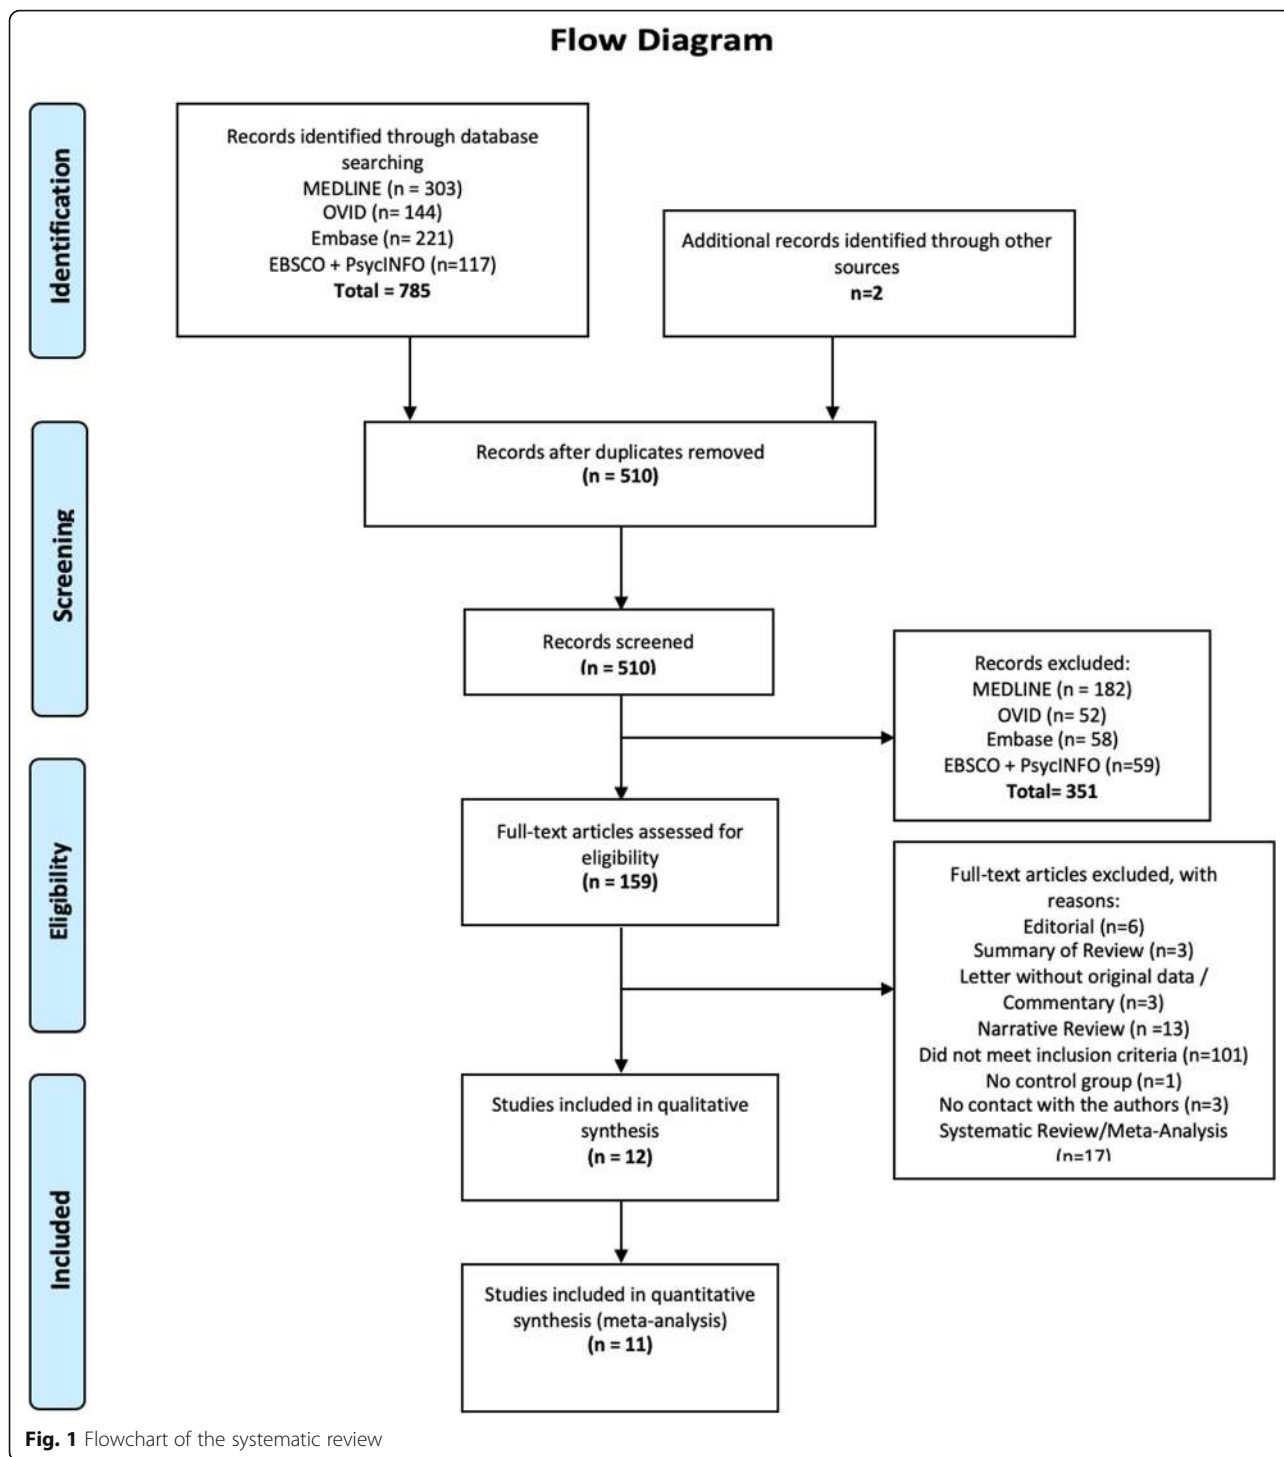 Flow Diagram
Identification
Records identified through database
searching
MEDLINE (n = 303)
OVID (n= 144)
Embase (n= 221)
EBSCO + PsycINFO (n=117)
Total = 785
Additional records identified through other
sources
n=2
Screening
Records after duplicates removed
(n = 510)
Records screened
(n = 510)
Records excluded:
MEDLINE (n = 182)
OVID (n= 52)
Embase (n= 58)
EBSCO + PsycINFO (n=59)
Total= 351
Eligibility
Full-text articles assessed for
eligibility
(n = 159)
Full-text articles excluded, with
reasons:
Editorial (n=6)
Summary of Review (n=3)
Letter without original data /
Commentary (n=3)
Narrative Review (n =13)
Did not meet inclusion criteria (n=101)
No control group (n=1)
No contact with the authors (n=3)
Systematic Review/Meta-Analysis
(n=17)
Included
Studies included in qualitative
synthesis
(n = 12)
Studies included in quantitative
synthesis (meta-analysis)
(n = 11)
Fig. 1 Flowchart of the systematic review